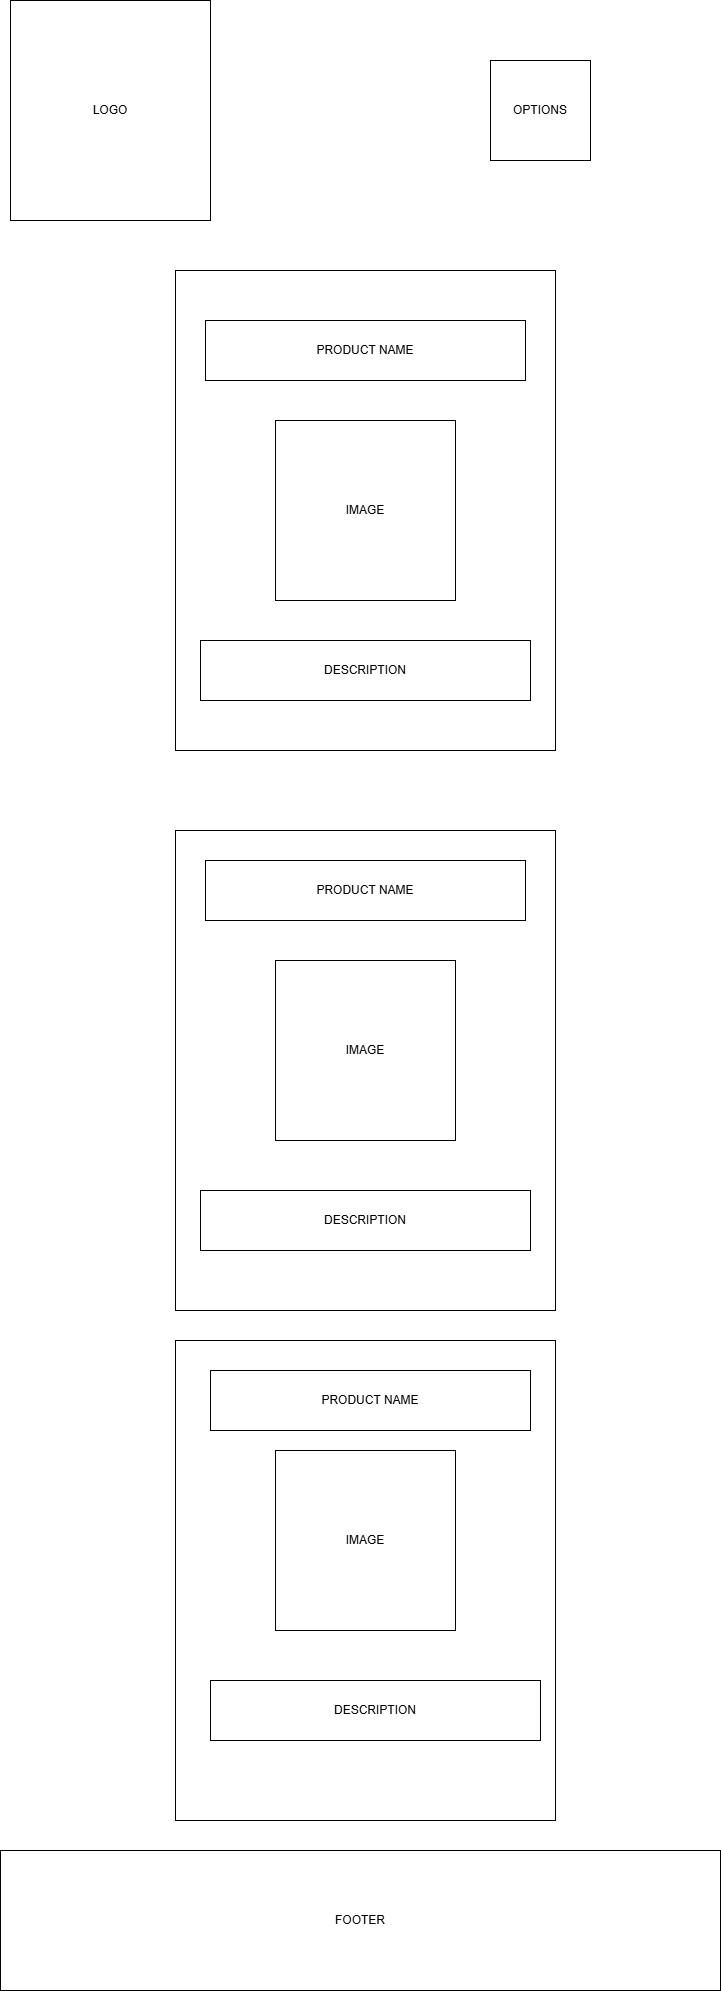 LOGO
OPTIONS
PRODUCT NAME
IMAGE
DESCRIPTION
PRODUCT NAME
IMAGE
DESCRIPTION
PRODUCT NAME
IMAGE
DESCRIPTION
FOOTER